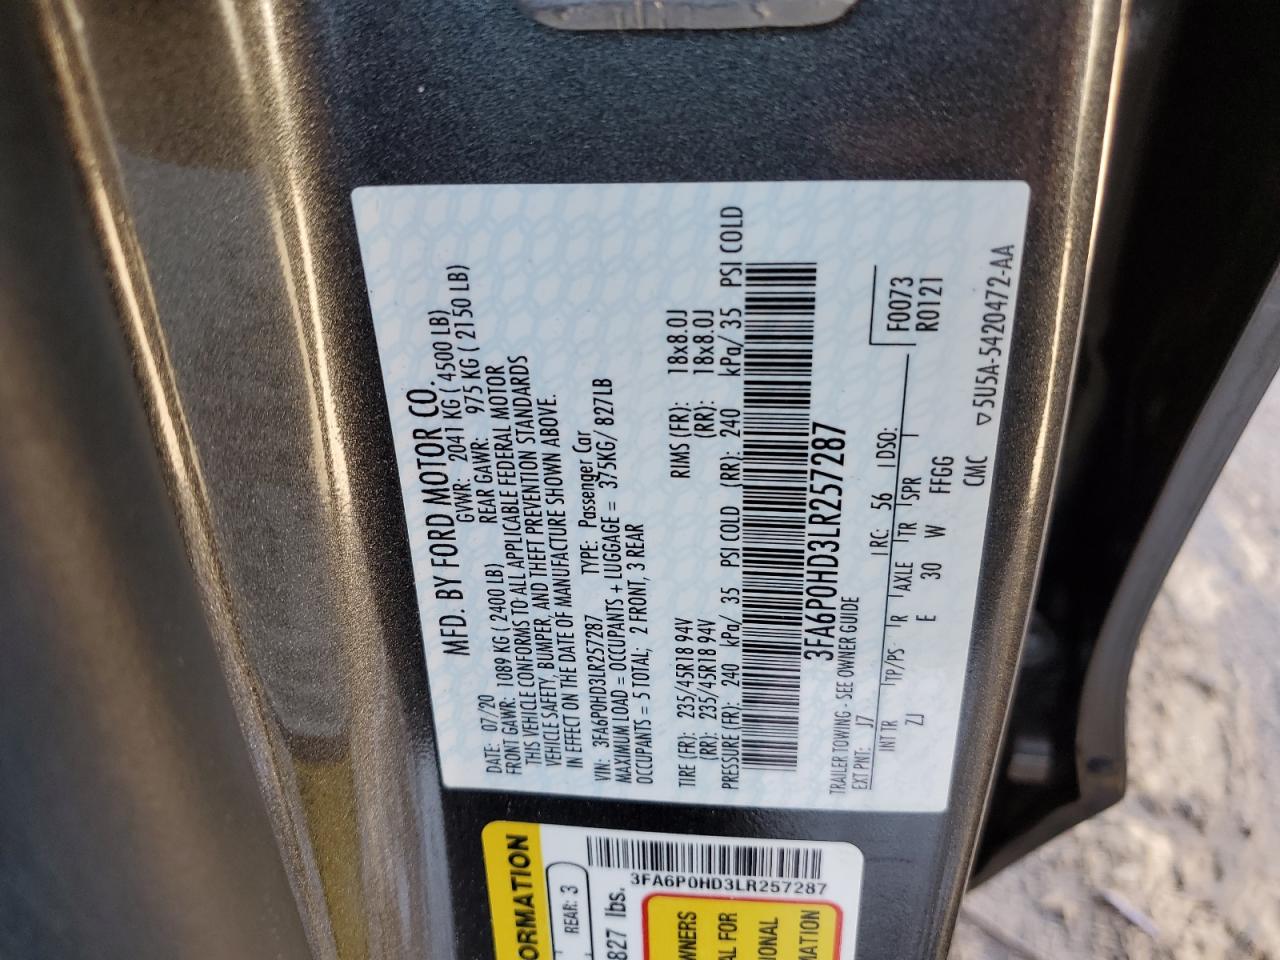 MFD. BY FORD MOTOR CO.
DATE: 07/20 GVWR: 2041 KG ( 4500 LB)
FRONT GAWR: 1089 KG ( 2400 LB) REAR GAWR: 975 KG ( 2150 LB)
THIS VEHICLE CONFORMS TO ALL APPLICABLE FEDERAL MOTOR
VEHICLE SAFETY, BUMPER, AND THEFT PREVENTION STANDARDS
IN EFFECT ON THE DATE OF MANUFACTURE SHOWN ABOVE.
VIN: 3FA6P0HD3LR257287 TYPE: Passenger Car
MAXIMUM LOAD = OCCUPANTS + LUGGAGE = 375KG/ 827LB
OCCUPANTS = 5 TOTAL; 2 FRONT, 3 REAR
TIRE (FR): 235/45R18 94V RIMS (FR): 18x8.0J
(RR): 235/45R18 94V (RR): 18x8.0J
PRESSURE (FR): 240 kPa/ 35 PSI COLD (RR): 240 kPa/ 35 PSI COLD
3FA6P0HD3LR257287
TRAILER TOWING - SEE OWNER GUIDE
EXT PNT: J7 RC: 56 DSO: F0073
INT TR TP/PS R AXLE TR SPR R0121
ZJ E 30 W FFGG
CMC ▽5U5A-5420472-AA
ORMATION
REAR: 3
3FA6P0HD3LR257287
827 lbs.
WNERS
AL FOR
IONAL